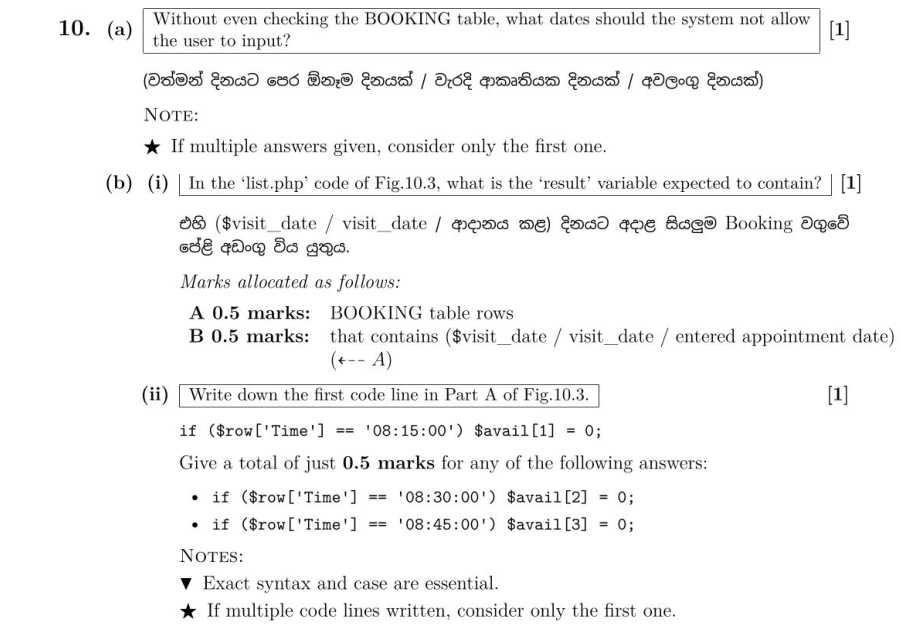 10. (a) Without even checking the BOOKING table, what dates should the system not allow [1]
the user to input?
(වත්මන් දිනයට පෙර ඕනෑම දිනයක් / වැරදි ආකෘතියක දිනයක් / අවලංගු දිනයක්)
NOTE:
★ If multiple answers given, consider only the first one.
(b) (i) In the ‘list.php’ code of Fig.10.3, what is the ‘result’ variable expected to contain? [1]
එහි ($visit_date / visit_date / ආදානය කළ) දිනයට අදාළ සියලුම Booking වගුවේ
පේළි අඩංගු විය යුතුය.
Marks allocated as follows:
A 0.5 marks: BOOKING table rows
B 0.5 marks: that contains ($visit_date / visit_date / entered appointment date)
(⇠ A)
(ii) Write down the first code line in Part A of Fig.10.3. [1]
if ($row['Time'] == '08:15:00') $avail[1] = 0;
Give a total of just 0.5 marks for any of the following answers:
• if ($row['Time'] == '08:30:00') $avail[2] = 0;
• if ($row['Time'] == '08:45:00') $avail[3] = 0;
NOTES:
▼ Exact syntax and case are essential.
★ If multiple code lines written, consider only the first one.